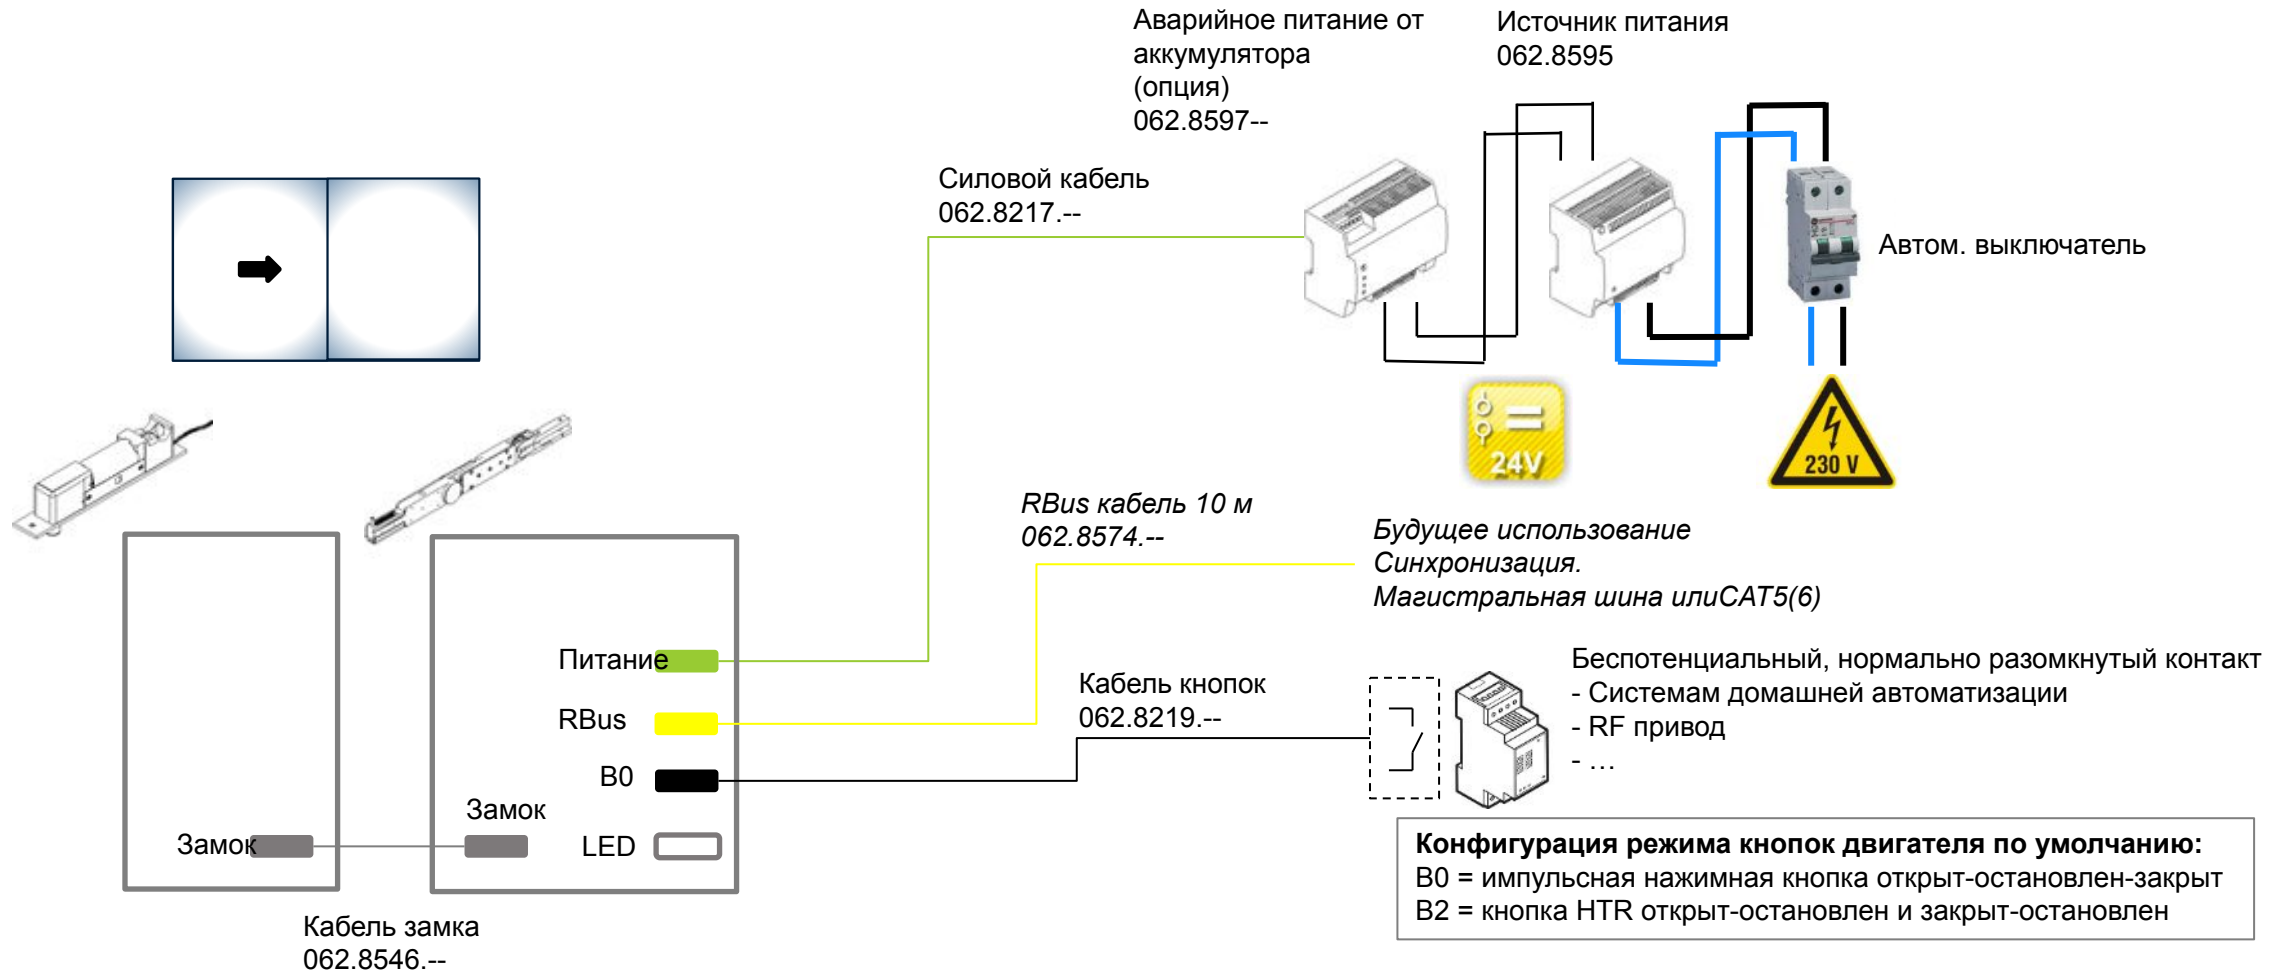 Аварийное питание от
аккумулятора
(опция)
062.8597--
Источник питания
062.8595
Силовой кабель
062.8217.--
Автом. выключатель
24V
230 V
RBus кабель 10 м
062.8574.--
Будущее использование
Синхронизация.
Магистральная шина илиCAT5(6)
Питание
RBus
B0
Замок
LED
Замок
Кабель кнопок
062.8219.--
Беспотенциальный, нормально разомкнутый контакт
- Системам домашней автоматизации
- RF привод
- …
Конфигурация режима кнопок двигателя по умолчанию:
B0 = импульсная нажимная кнопка открыт-остановлен-закрыт
B2 = кнопка HTR открыт-остановлен и закрыт-остановлен
Кабель замка
062.8546.--